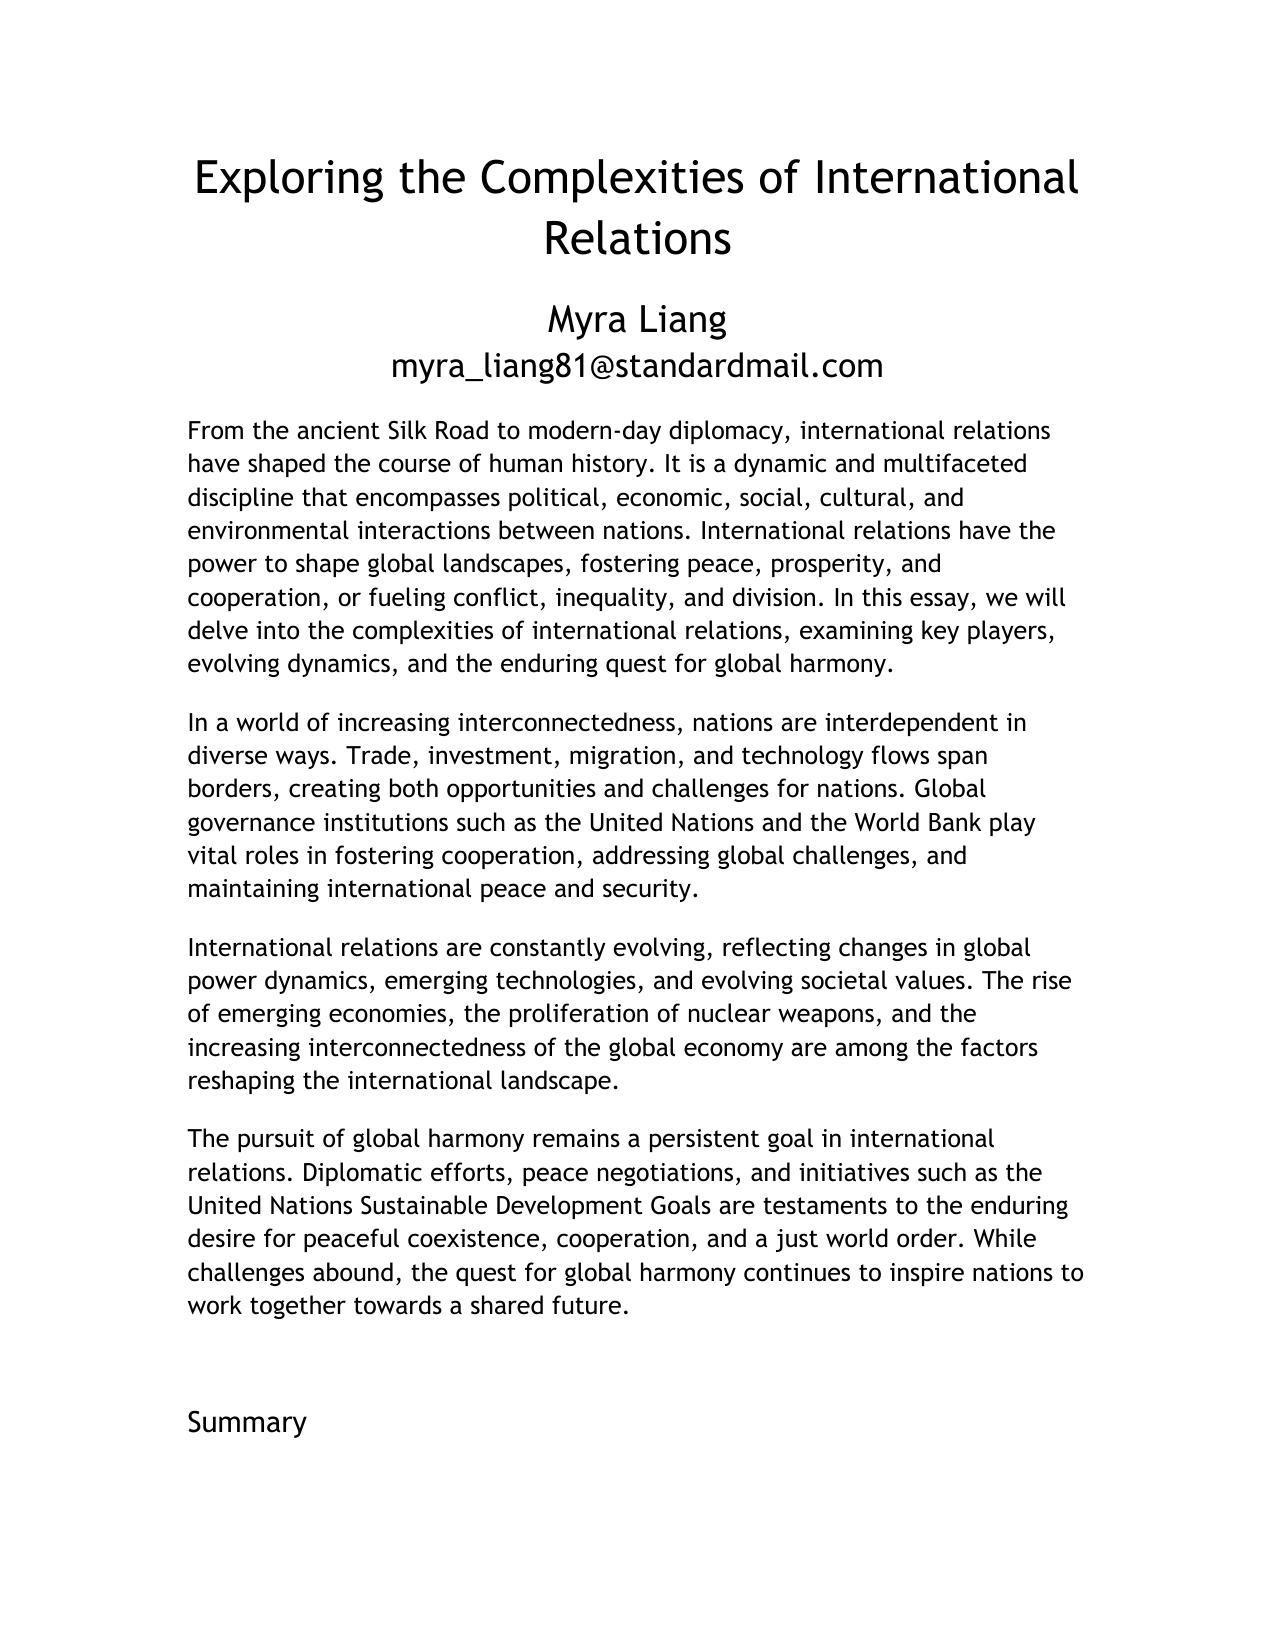 Exploring the Complexities of International
Relations
Myra Liang
myra_liang81@standardmail.com
From the ancient Silk Road to modern-day diplomacy, international relations
have shaped the course of human history. It is a dynamic and multifaceted
discipline that encompasses political, economic, social, cultural, and
environmental interactions between nations. International relations have the
power to shape global landscapes, fostering peace, prosperity, and
cooperation, or fueling conflict, inequality, and division. In this essay, we will
delve into the complexities of international relations, examining key players,
evolving dynamics, and the enduring quest for global harmony.
In a world of increasing interconnectedness, nations are interdependent in
diverse ways. Trade, investment, migration, and technology flows span
borders, creating both opportunities and challenges for nations. Global
governance institutions such as the United Nations and the World Bank play
vital roles in fostering cooperation, addressing global challenges, and
maintaining international peace and security.
International relations are constantly evolving, reflecting changes in global
power dynamics, emerging technologies, and evolving societal values. The rise
of emerging economies, the proliferation of nuclear weapons, and the
increasing interconnectedness of the global economy are among the factors
reshaping the international landscape.
The pursuit of global harmony remains a persistent goal in international
relations. Diplomatic efforts, peace negotiations, and initiatives such as the
United Nations Sustainable Development Goals are testaments to the enduring
desire for peaceful coexistence, cooperation, and a just world order. While
challenges abound, the quest for global harmony continues to inspire nations to
work together towards a shared future.
Summary